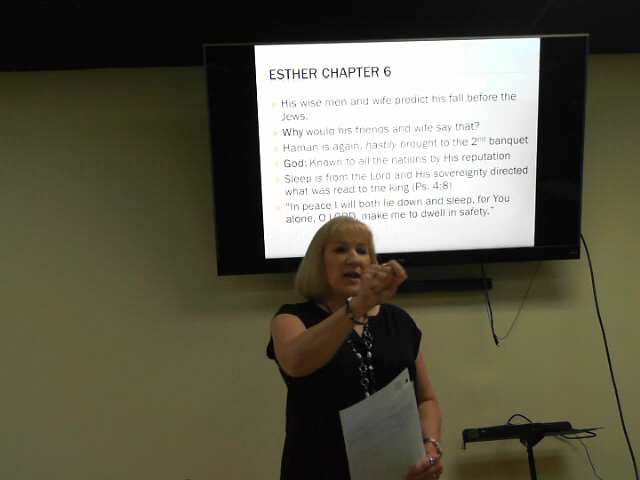 ESTHER CHAPTER 6
His wise men and wife predict his fall before the
Jews.
Why would his friends and wife say that?
Haman is again, hastily brought to the 2nd banquet
God: Known to all the nations by His reputation
Sleep is from the Lord and His sovereignty directed
what was read to the king (Ps. 4:8)
"In peace I will both lie down and sleep, for You
alone, O LORD, make me to dwell in safety."